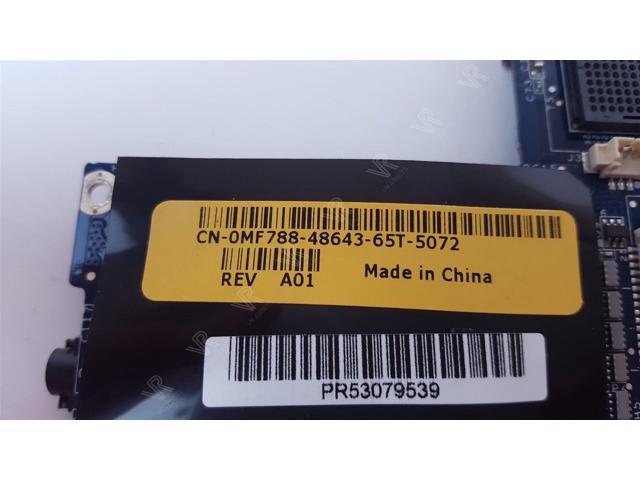 CN-0MF788-48643-65T-5072
REV A01 Made in China
PR53079539